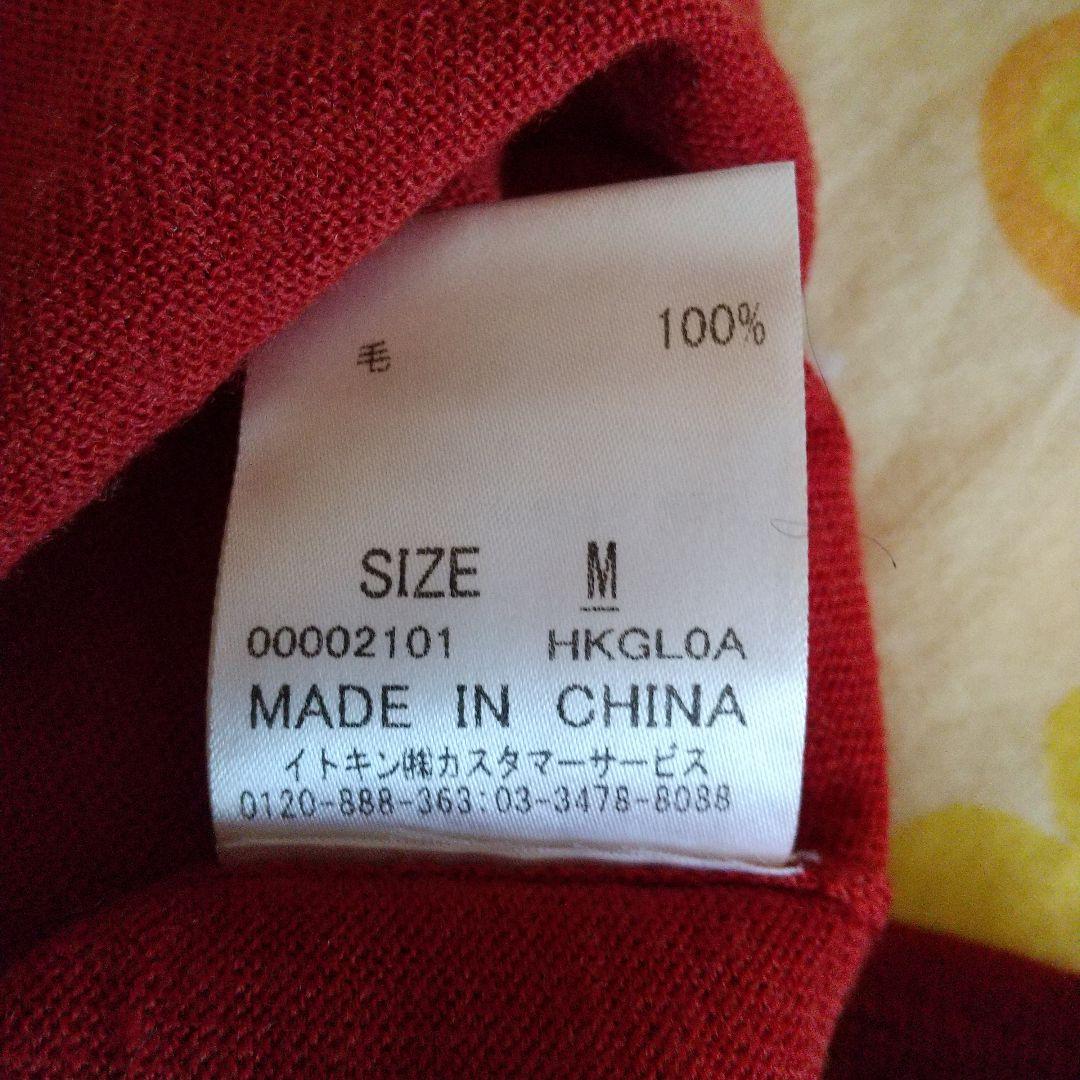 毛 100%
SIZE M
00002101 HKGL0A
MADE IN CHINA
イトキン㈱カスタマーサービス
0120-888-363:03-3478-8088